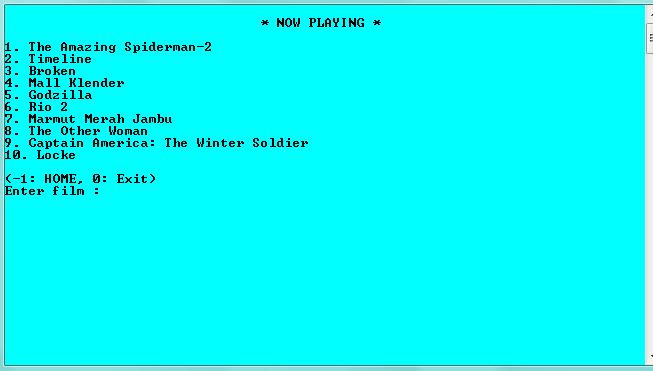 * NOW PLAYING *
1. The Amazing Spiderman-2
2. Timeline
3. Broken
4. Mall Klender
5. Godzilla
6. Rio 2
7. Marmut Merah Jambu
8. The Other Woman
9. Captain America: The Winter Soldier
10. Locke
(-1: HOME, 0: Exit)
Enter film :